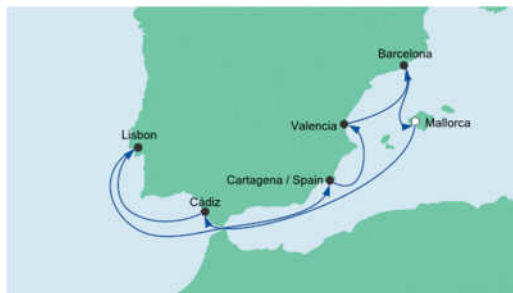 Barcelona
Mallorca
Valencia
Lisbon
Cartagena / Spain
Cádiz